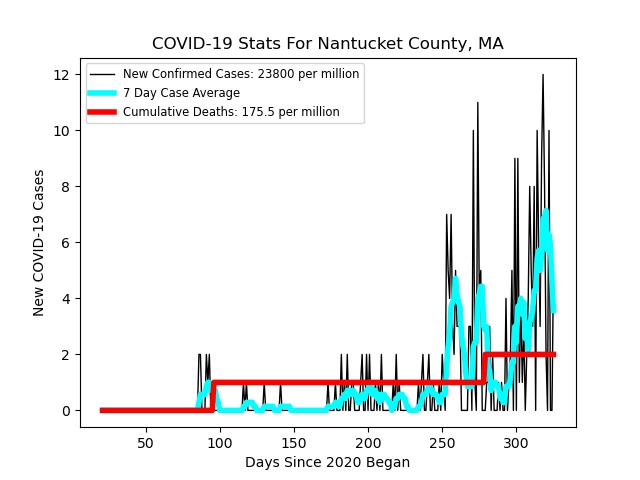 COVID-19 Stats For Nantucket County, MA
New Confirmed Cases: 23800 per million
7 Day Case Average
Cumulative Deaths: 175.5 per million
New COVID-19 Cases
12
10
8
6
4
2
0
50 100 150 200 250 300
Days Since 2020 Began